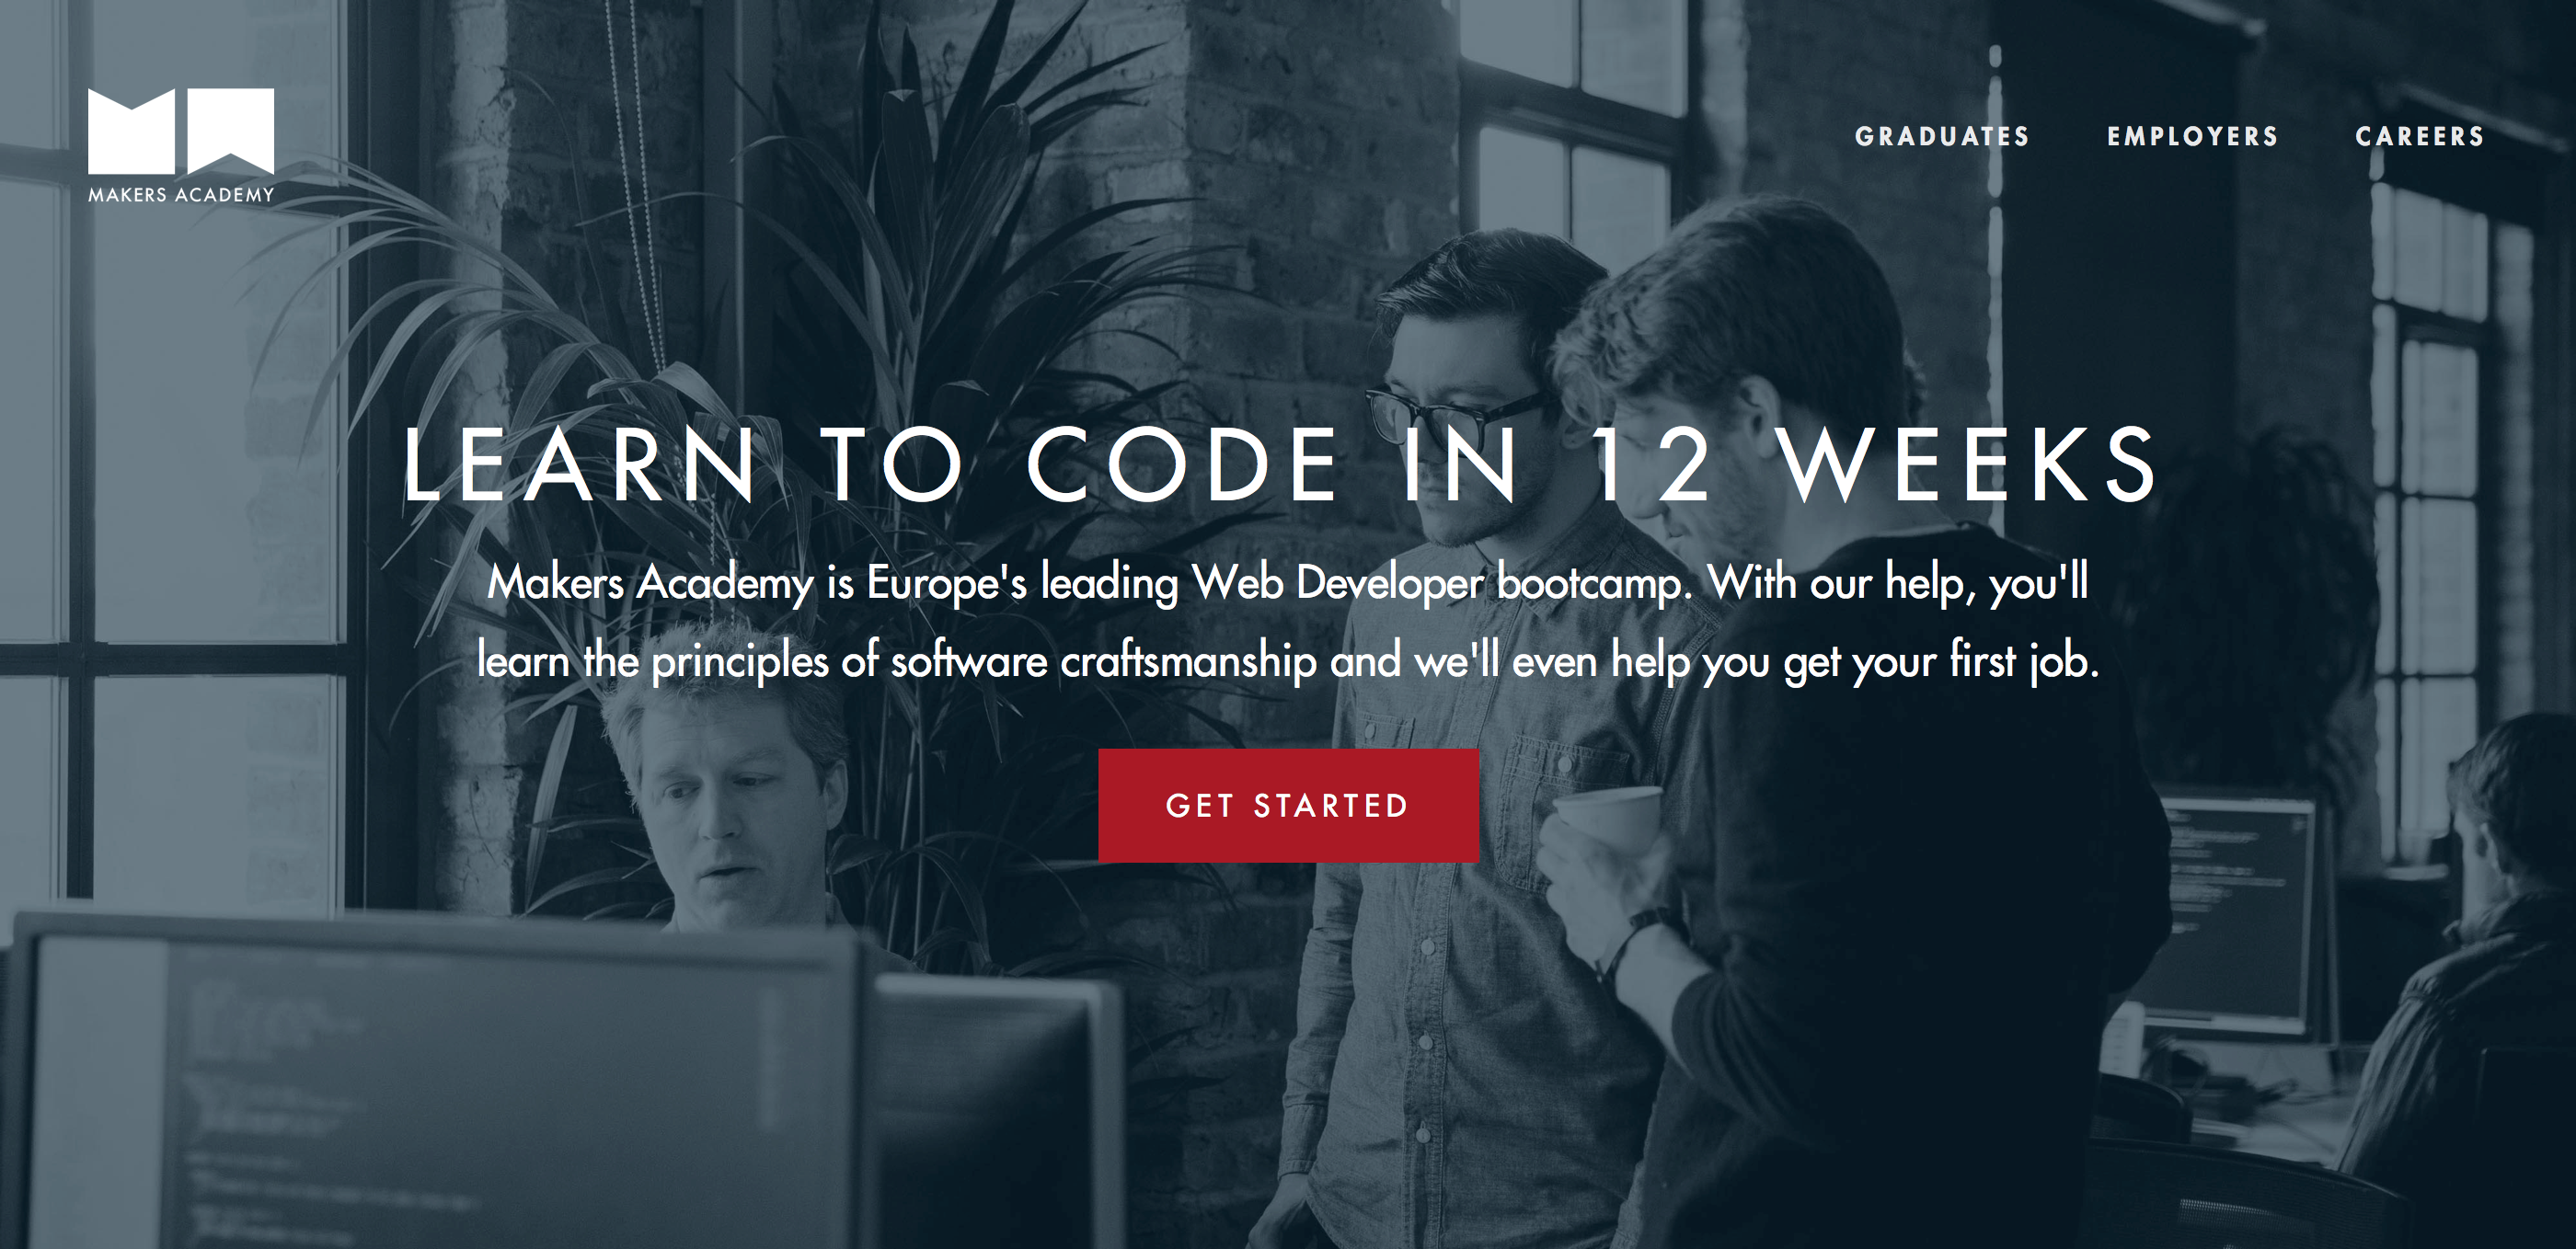 MAKERS ACADEMY
GRADUATES EMPLOYERS CAREERS
LEARN TO CODE IN 12 WEEKS
Makers Academy is Europe's leading Web Developer bootcamp. With our help, you'll
learn the principles of software craftsmanship and we'll even help you get your first job.
GET STARTED